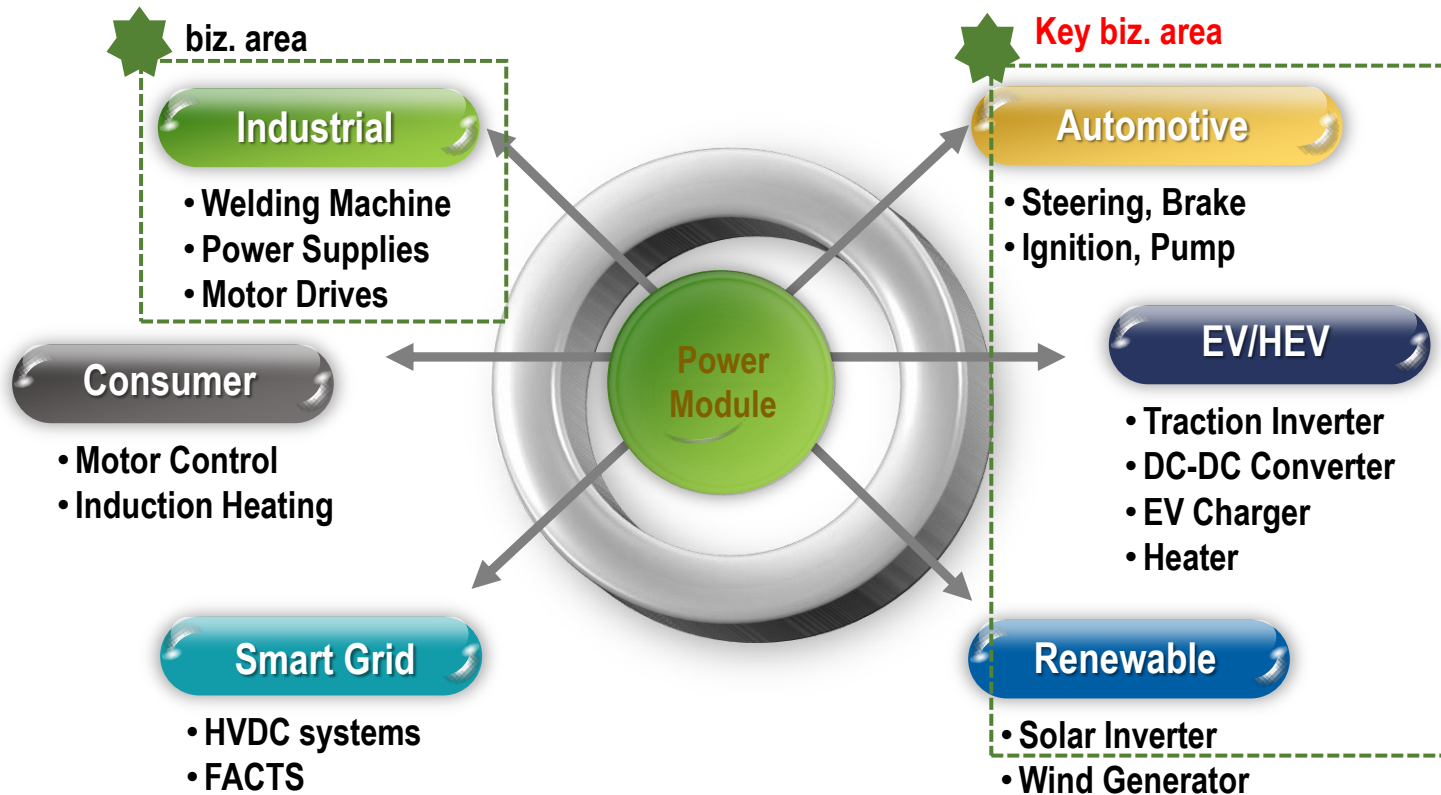 biz. area
Industrial
• Welding Machine
• Power Supplies
• Motor Drives
Consumer
• Motor Control
• Induction Heating
Smart Grid
• HVDC systems
• FACTS
Power
Module
Key biz. area
Automotive
• Steering, Brake
• Ignition, Pump
EV/HEV
• Traction Inverter
• DC-DC Converter
• EV Charger
• Heater
Renewable
• Solar Inverter
• Wind Generator